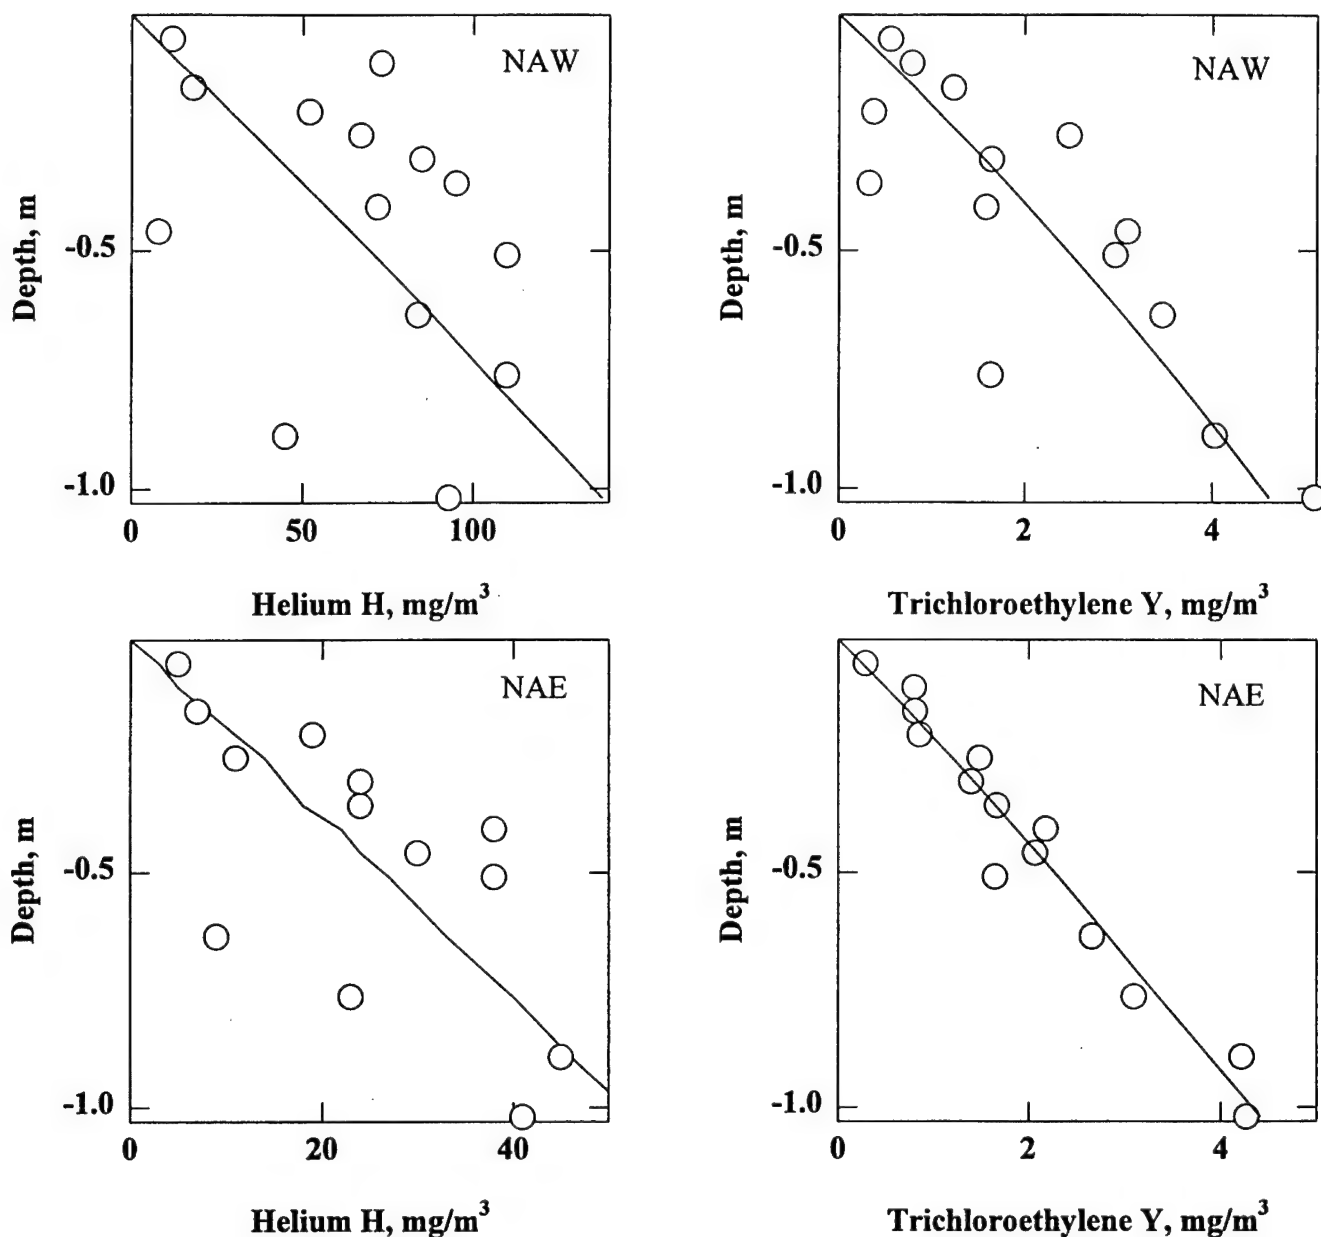 NAW
Depth, m
-0.5
-1.0
0 50 100
Helium H, mg/m³
NAW
Depth, m
-0.5
-1.0
0 2 4
Trichloroethylene Y, mg/m³
NAE
Depth, m
-0.5
-1.0
0 20 40
Helium H, mg/m³
NAE
Depth, m
-0.5
-1.0
0 2 4
Trichloroethylene Y, mg/m³